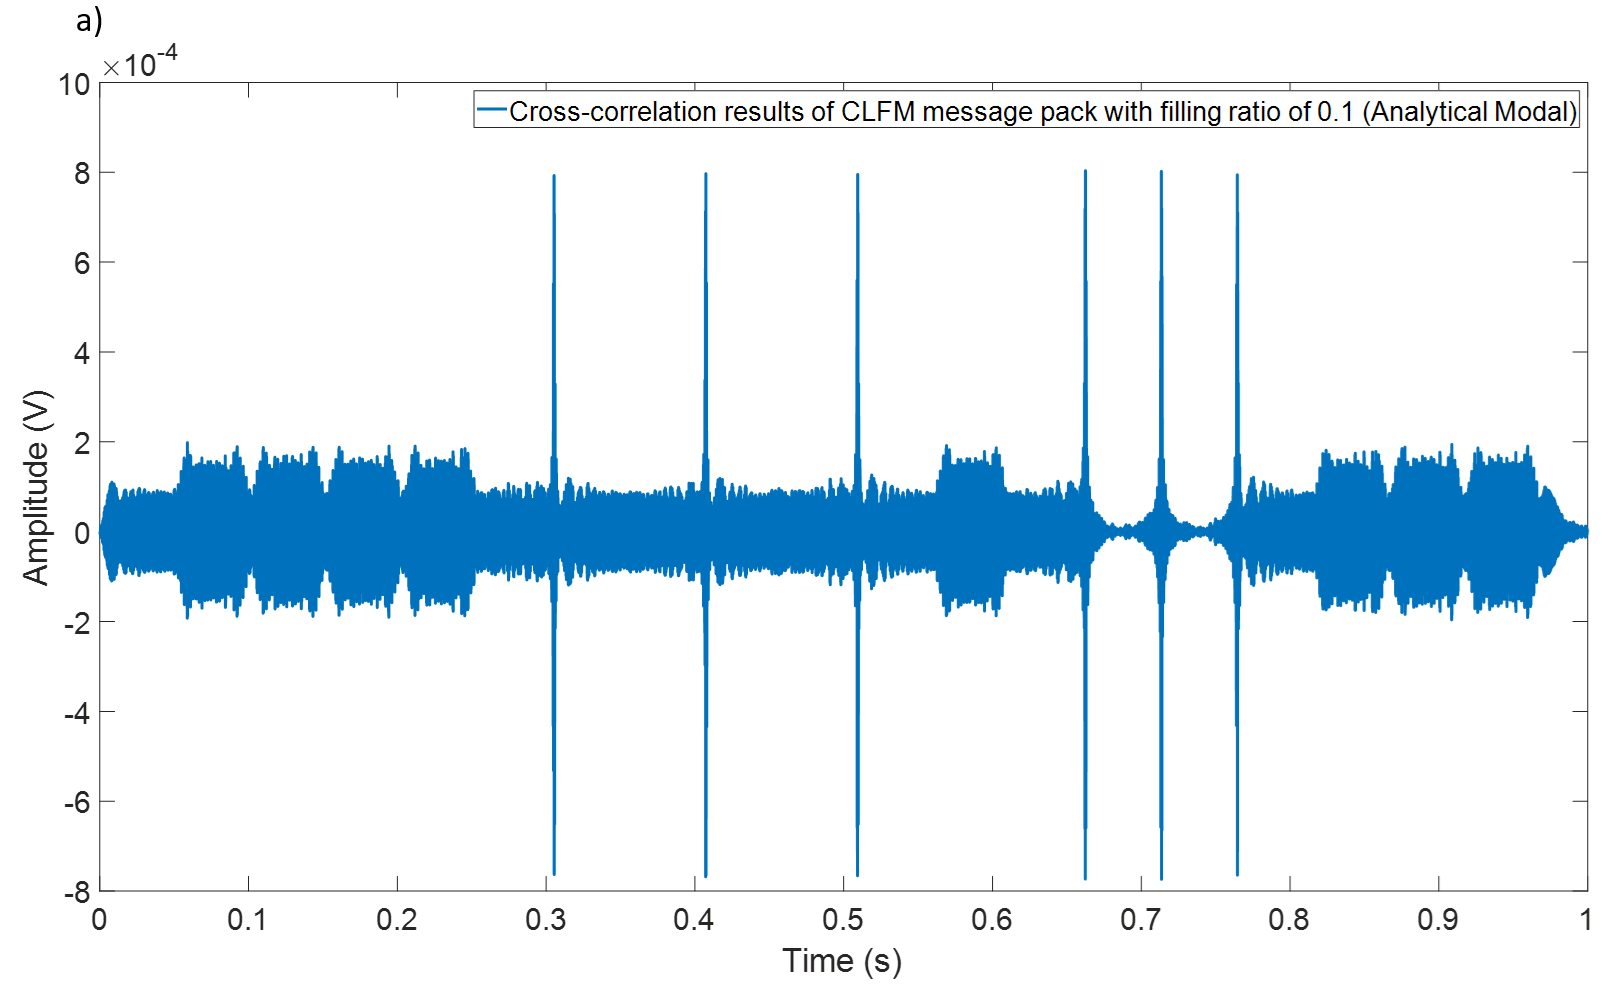 a)
×10-4
Cross-correlation results of CLFM message pack with filling ratio of 0.1 (Analytical Modal)
10
8
6
4
2
0
-2
-4
-6
-8
Amplitude (V)
0 0.1 0.2 0.3 0.4 0.5 0.6 0.7 0.8 0.9 1
Time (s)